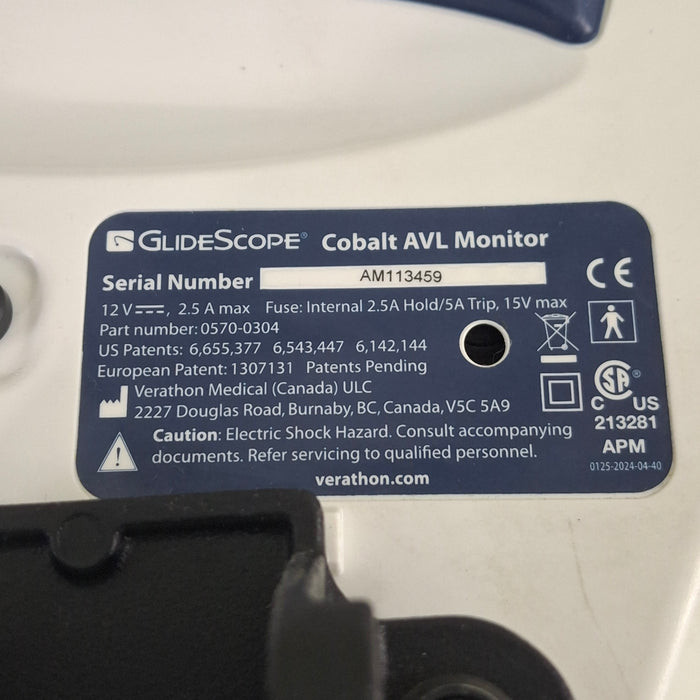 GLIDESCOPE® Cobalt AVL Monitor
Serial Number AM113459
12 V, 2.5 A max Fuse: Internal 2.5A Hold/5A Trip, 15V max
Part number: 0570-0304
US Patents: 6,655,377 6,543,447 6,142,144
European Patent: 1307131 Patents Pending
Verathon Medical (Canada) ULC
2227 Douglas Road, Burnaby, BC, Canada, V5C 5A9
Caution: Electric Shock Hazard. Consult accompanying
documents. Refer servicing to qualified personnel.
verathon.com
CE
SA®
C US
213281
APM
0125-2024-04-40